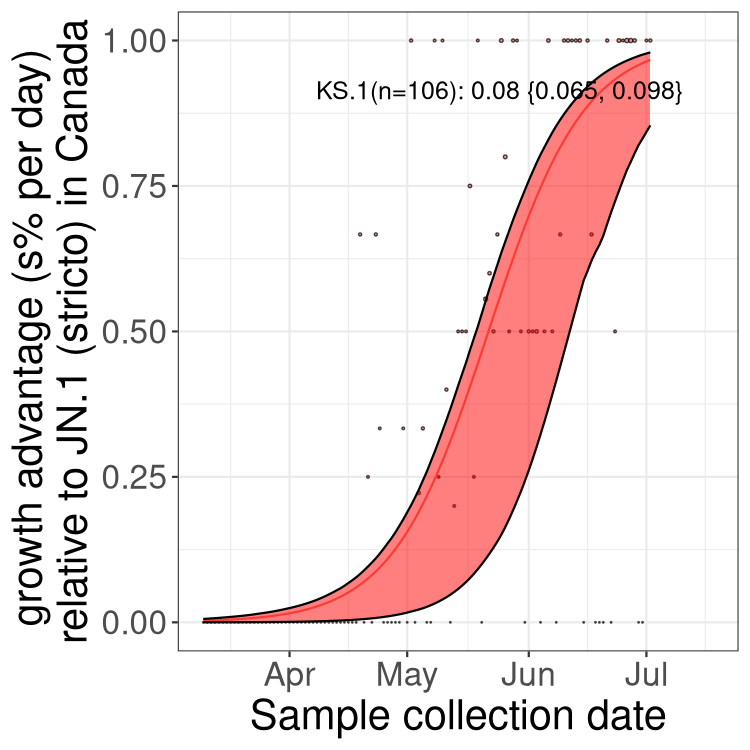 growth advantage (s% per day)
relative to JN.1 (stricto) in Canada
1.00
0.75
0.50
0.25
0.00
KS.1(n=106): 0.08 {0.065, 0.098}
Apr
May
Jun
Jul
Sample collection date